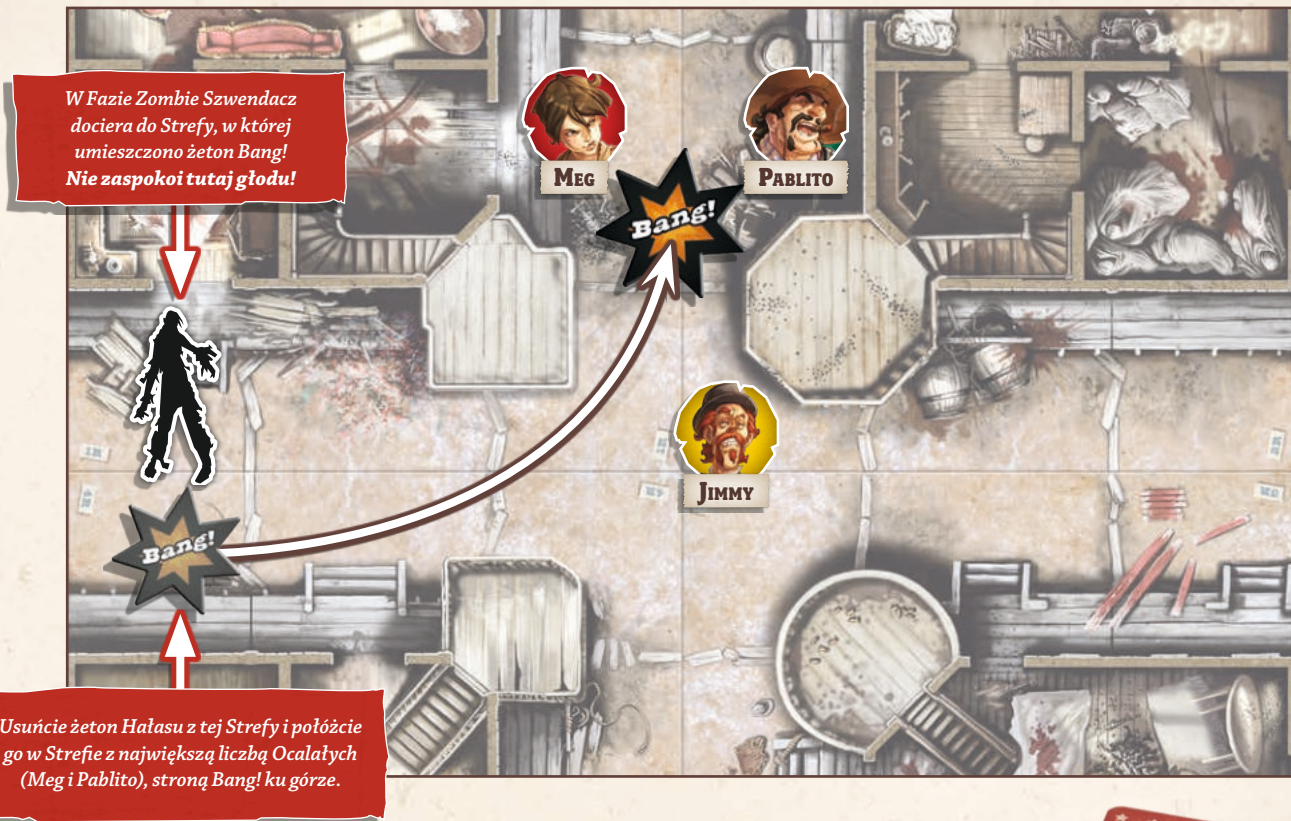 W Fazie Zombie Szwendacz
dociera do Strefy, w której
umieszczono żeton Bang!
Nie zaspokoi tutaj głodu!
MEG
PABLITO
Bang!
JIMMY
Bang!
Usuńcie żeton Hałasu z tej Strefy i połóżcie
go w Strefie z największą liczbą Ocalałych
(Meg i Pablito), stroną Bang! ku górze.